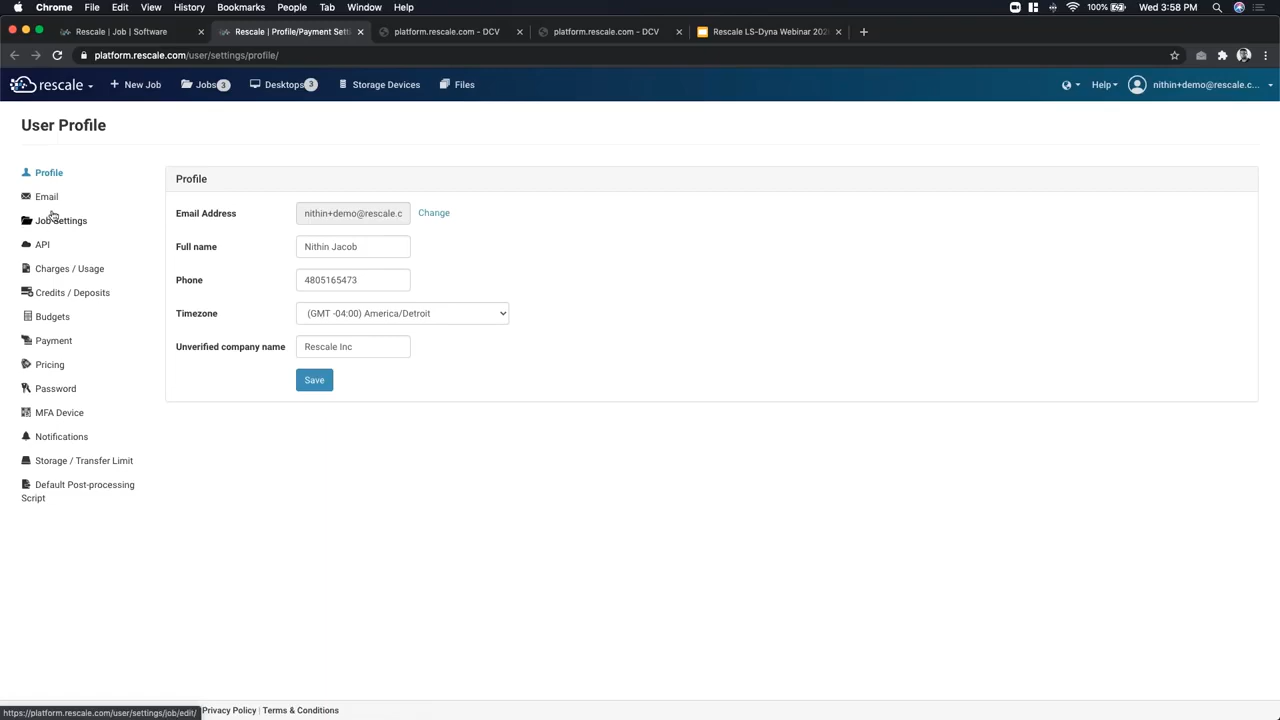 Chrome File Edit View History Bookmarks People Tab Window Help 100% Wed 3:58 PM
Rescale | Job | Software Rescale | Profile/Payment Sett platform.rescale.com - DCV platform.rescale.com - DCV Rescale LS-Dyna Webinar 202
platform.rescale.com/user/settings/profile/
rescale New Job Jobs 3 Desktops 3 Storage Devices Files Help nithin+demo@rescale.c...
User Profile
Profile
Email
Job Settings
API
Charges / Usage
Credits / Deposits
Budgets
Payment
Pricing
Password
MFA Device
Notifications
Storage / Transfer Limit
Default Post-processing
Script
Profile
Email Address nithin+demo@rescale.c Change
Full name Nithin Jacob
Phone 4805165473
Timezone (GMT -04:00) America/Detroit
Unverified company name Rescale Inc
Save
https://platform.rescale.com/user/settings/job/edit/ Privacy Policy | Terms & Conditions